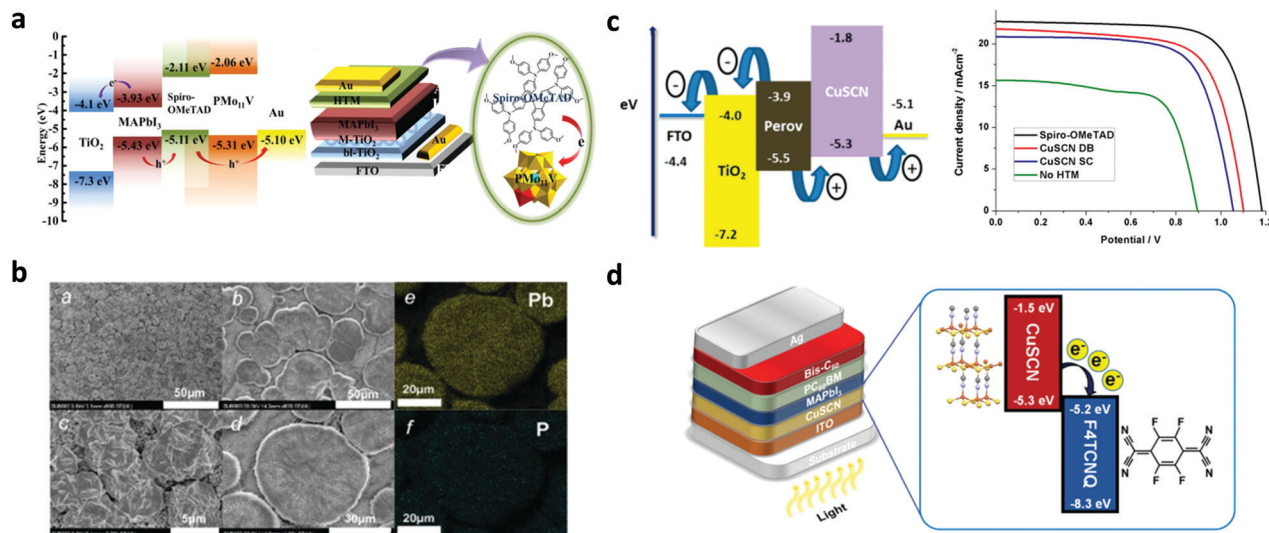 a
0
-1
-2
-3
-4
-5
-6
-7
-8
-9
-10
Energy (eV)
-4.1 eV
TiO2
-7.3 eV
e-
-3.93 eV
MAPbI3
-5.43 eV
h+
-2.11 eV
Spiro-
OMeTAD
-5.11 eV
-2.06 eV
PMo11V
-5.31 eV
h+
Au
-5.10 eV
Au
HTM
MAPbI3
M-TiO2
bl-TiO2
FTO
Au
Spiro-OMeTAD
e
PMo11V
b
a
50µm
b
50µm
c
5µm
d
30µm
e
Pb
20µm
f
P
20µm
c
eV
FTO
-4.4
-4.0
TiO2
-7.2
-3.9
Perov
-5.5
-1.8
CuSCN
-5.3
-5.1
Au
Current density / mAcm-2
20
15
10
5
0
0.0
0.2
0.4
0.6
0.8
1.0
1.2
Potential / V
Spiro-OMeTAD
CuSCN DB
CuSCN SC
No HTM
d
Ag
Bis-C60
PC60BM
MAPbI3
CuSCN
ITO
Substrate
Light
-1.5 eV
CuSCN
-5.3 eV
e-
e-
e-
-5.2 eV
F4TCNQ
-8.3 eV
N
N
F
F
F
F
N
N